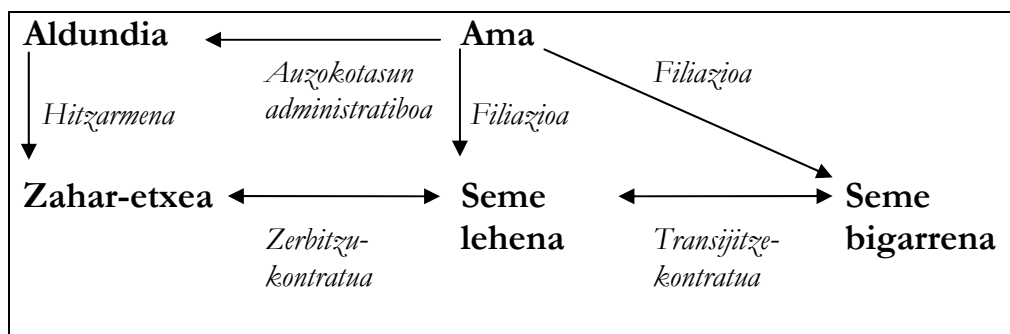 Aldundia
Ama
Auzokotasun
administratiboa
Filiazioa
Hitzarmena
Filiazioa
Zahar-etxea
Seme
lehena
Seme
bigarrena
Zerbitzu-
kontratua
Transijitze-
kontratua